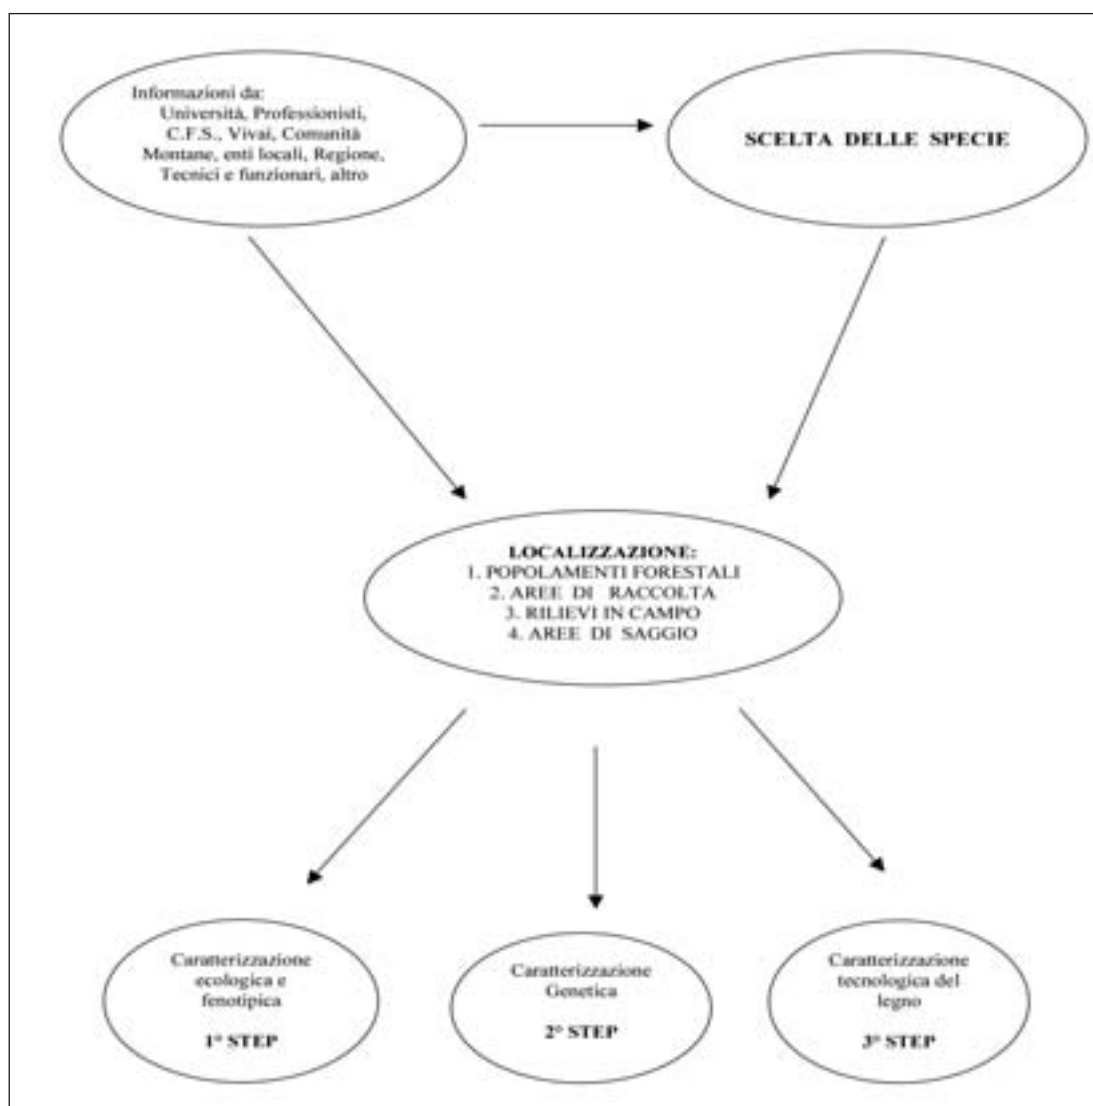 Informazioni da:
Università, Professionisti,
C.F.S., Vivai, Comunità
Montane, enti locali, Regione,
Tecnici e funzionari, altro
SCELTA DELLE SPECIE
LOCALIZZAZIONE:
1. POPOLAMENTI FORESTALI
2. AREE DI RACCOLTA
3. RILIEVI IN CAMPO
4. AREE DI SAGGIO
Caratterizzazione
ecologica e
fenotipica
1° STEP
Caratterizzazione
Genetica
2° STEP
Caratterizzazione
tecnologica del
legno
3° STEP